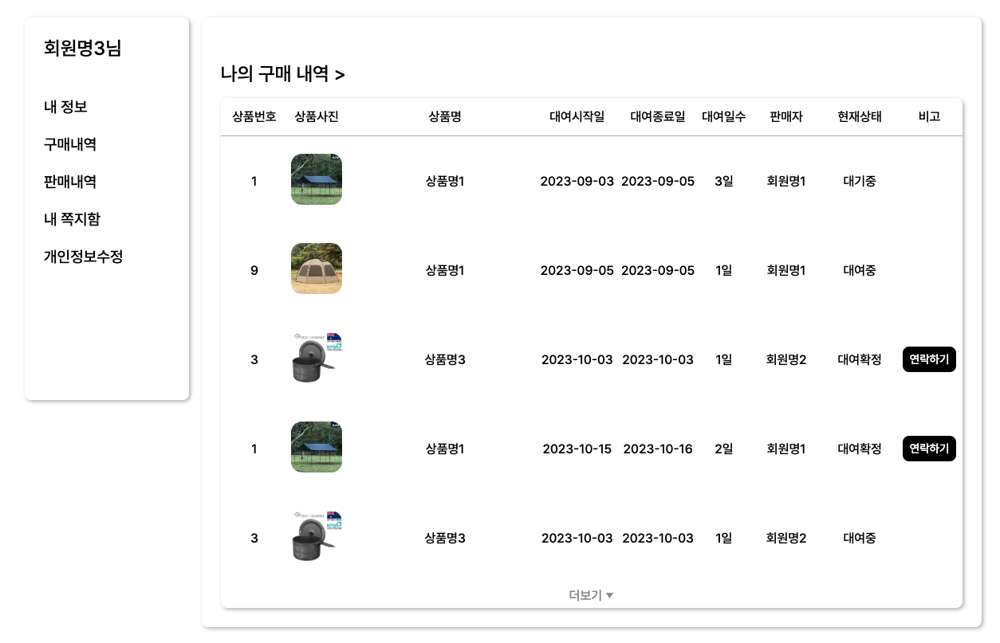 회원명3님
내 정보
구매내역
판매내역
내 쪽지함
개인정보수정
나의 구매 내역 >
상품번호 상품사진 상품명 대여시작일 대여종료일 대여일수 판매자 현재상태 비고
1 상품명1 2023-09-03 2023-09-05 3일 회원명1 대기중
9 상품명1 2023-09-05 2023-09-05 1일 회원명1 대여중
3 상품명3 2023-10-03 2023-10-03 1일 회원명2 대여확정 연락하기
1 상품명1 2023-10-15 2023-10-16 2일 회원명1 대여확정 연락하기
3 상품명3 2023-10-03 2023-10-03 1일 회원명2 대여중
더보기 ▼